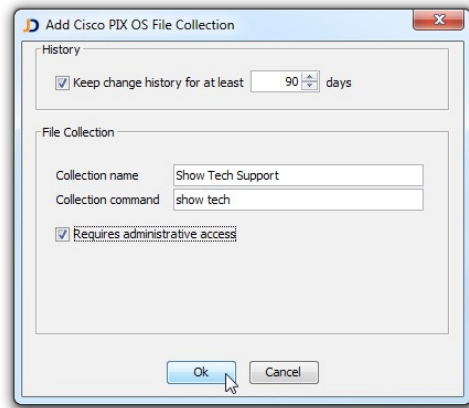 Add Cisco PIX OS File Collection
History
Keep change history for at least 90 days
File Collection
Collection name Show Tech Support
Collection command show tech
Requires administrative access
Ok Cancel